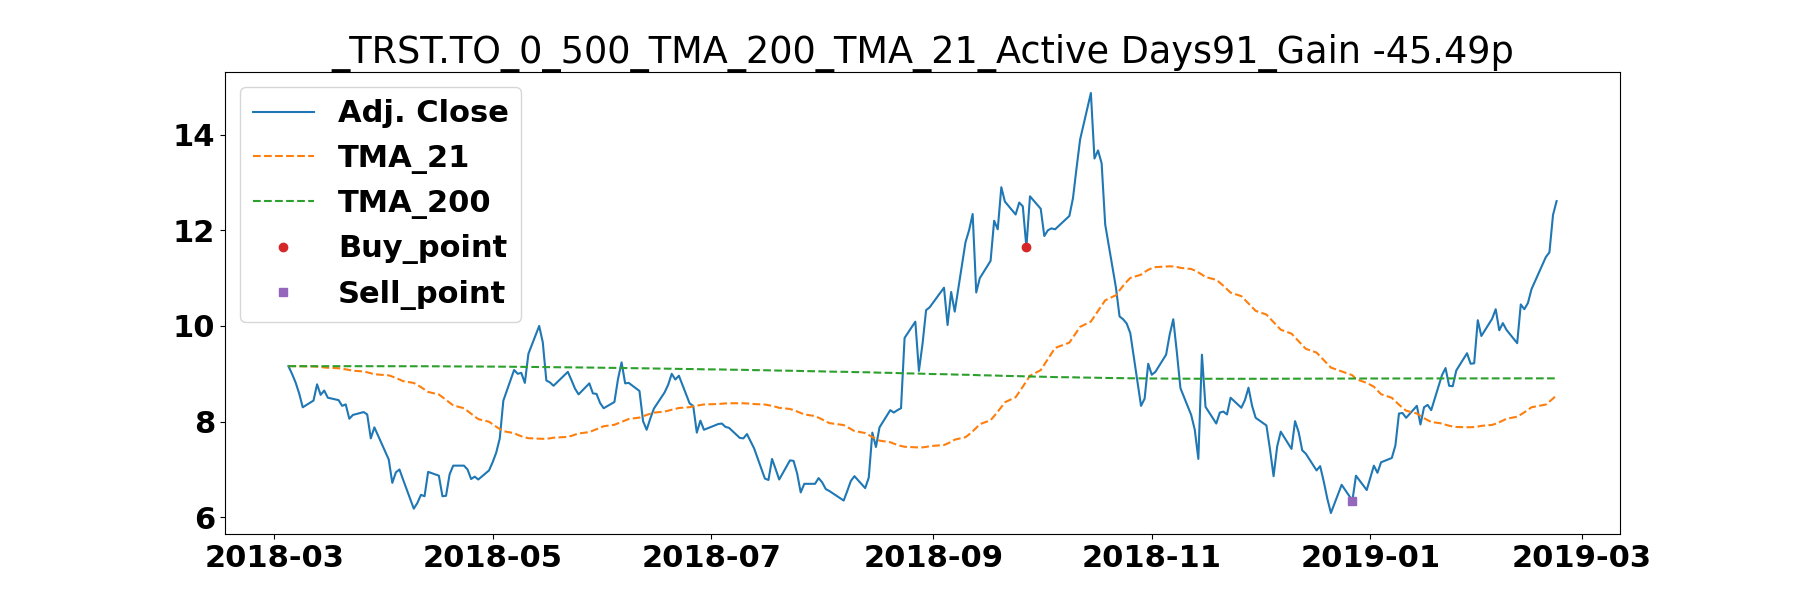 _TRST.TO_0_500_TMA_200_TMA_21_Active Days91_Gain -45.49p
Adj. Close
TMA_21
TMA_200
Buy_point
Sell_point
14
12
10
8
6
2018-03 2018-05 2018-07 2018-09 2018-11 2019-01 2019-03